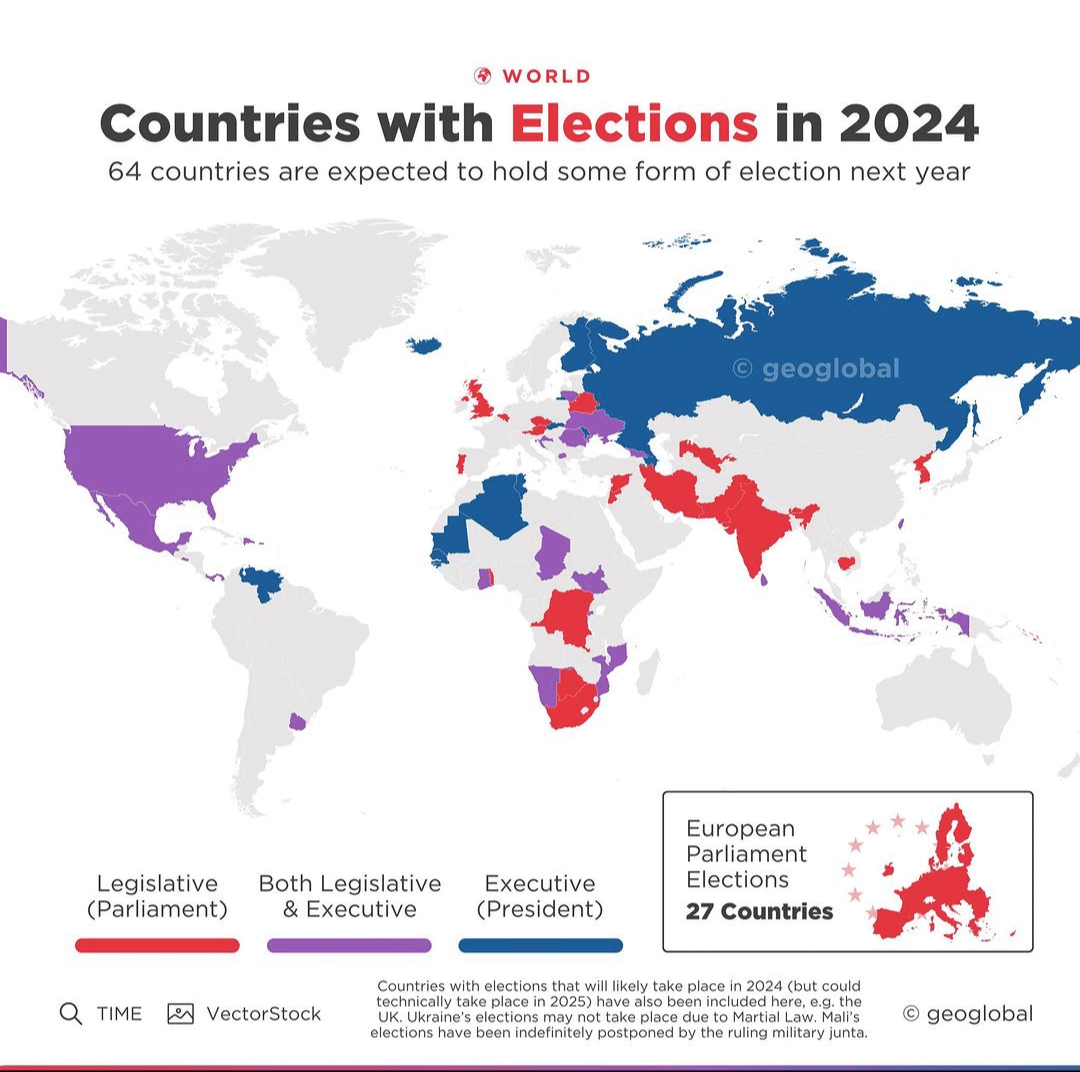 WORLD
Countries with Elections in 2024
64 countries are expected to hold some form of election next year
© geoglobal
European
Parliament
Elections
27 Countries
Legislative
(Parliament)
Both Legislative
& Executive
Executive
(President)
TIME
VectorStock
Countries with elections that will likely take place in 2024 (but could
technically take place in 2025) have also been included here, e.g. the
UK. Ukraine's elections may not take place due to Martial Law. Mali's
elections have been indefinitely postponed by the ruling military junta.
© geoglobal